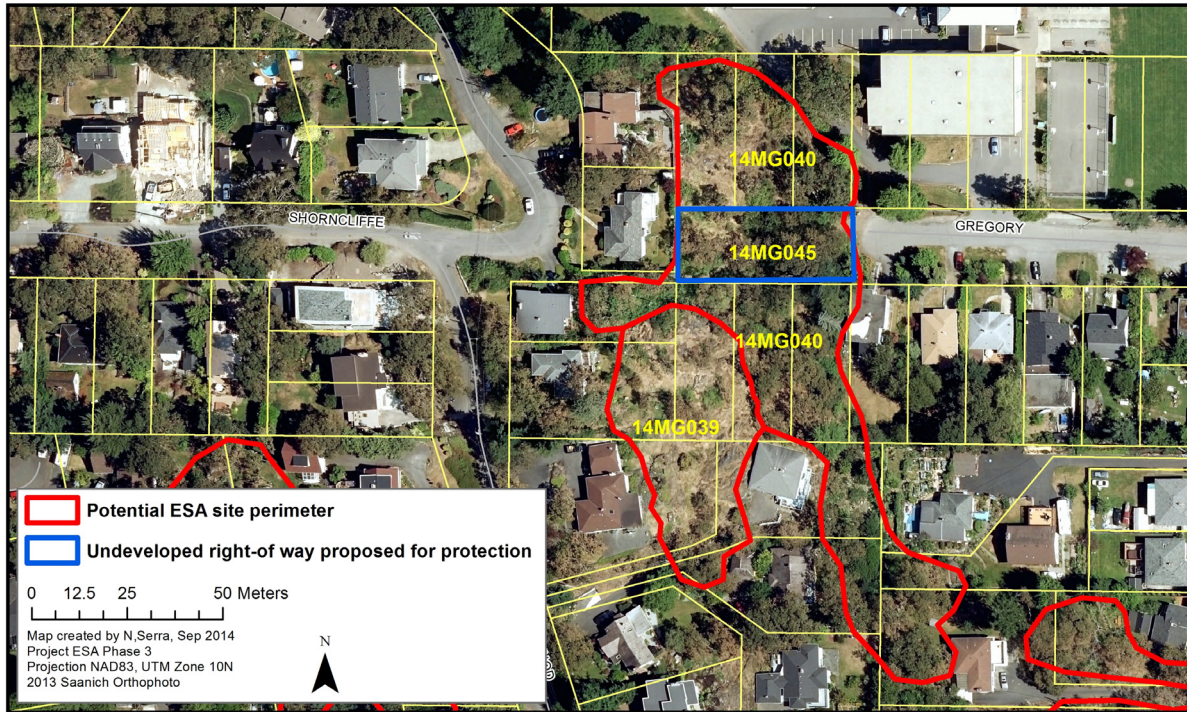 14MG040
SHORNCLIFFE
GREGORY
14MG045
14MG040
14MG039
Potential ESA site perimeter
Undeveloped right-of way proposed for protection
0 12.5 25 50 Meters
Map created by N,Serra, Sep 2014
Project ESA Phase 3
Projection NAD83, UTM Zone 10N
2013 Saanich Orthophoto
N